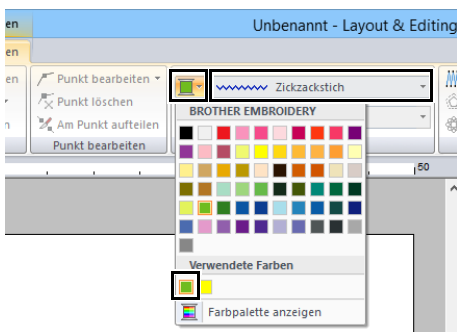 en
Unbenannt - Layout & Editing
en
en
Punkt bearbeiten
Zickzackstich
Punkt löschen
BROTHER EMBROIDERY
n
Am Punkt aufteilen
Punkt bearbeiten
50
Verwendete Farben
Farbpalette anzeigen